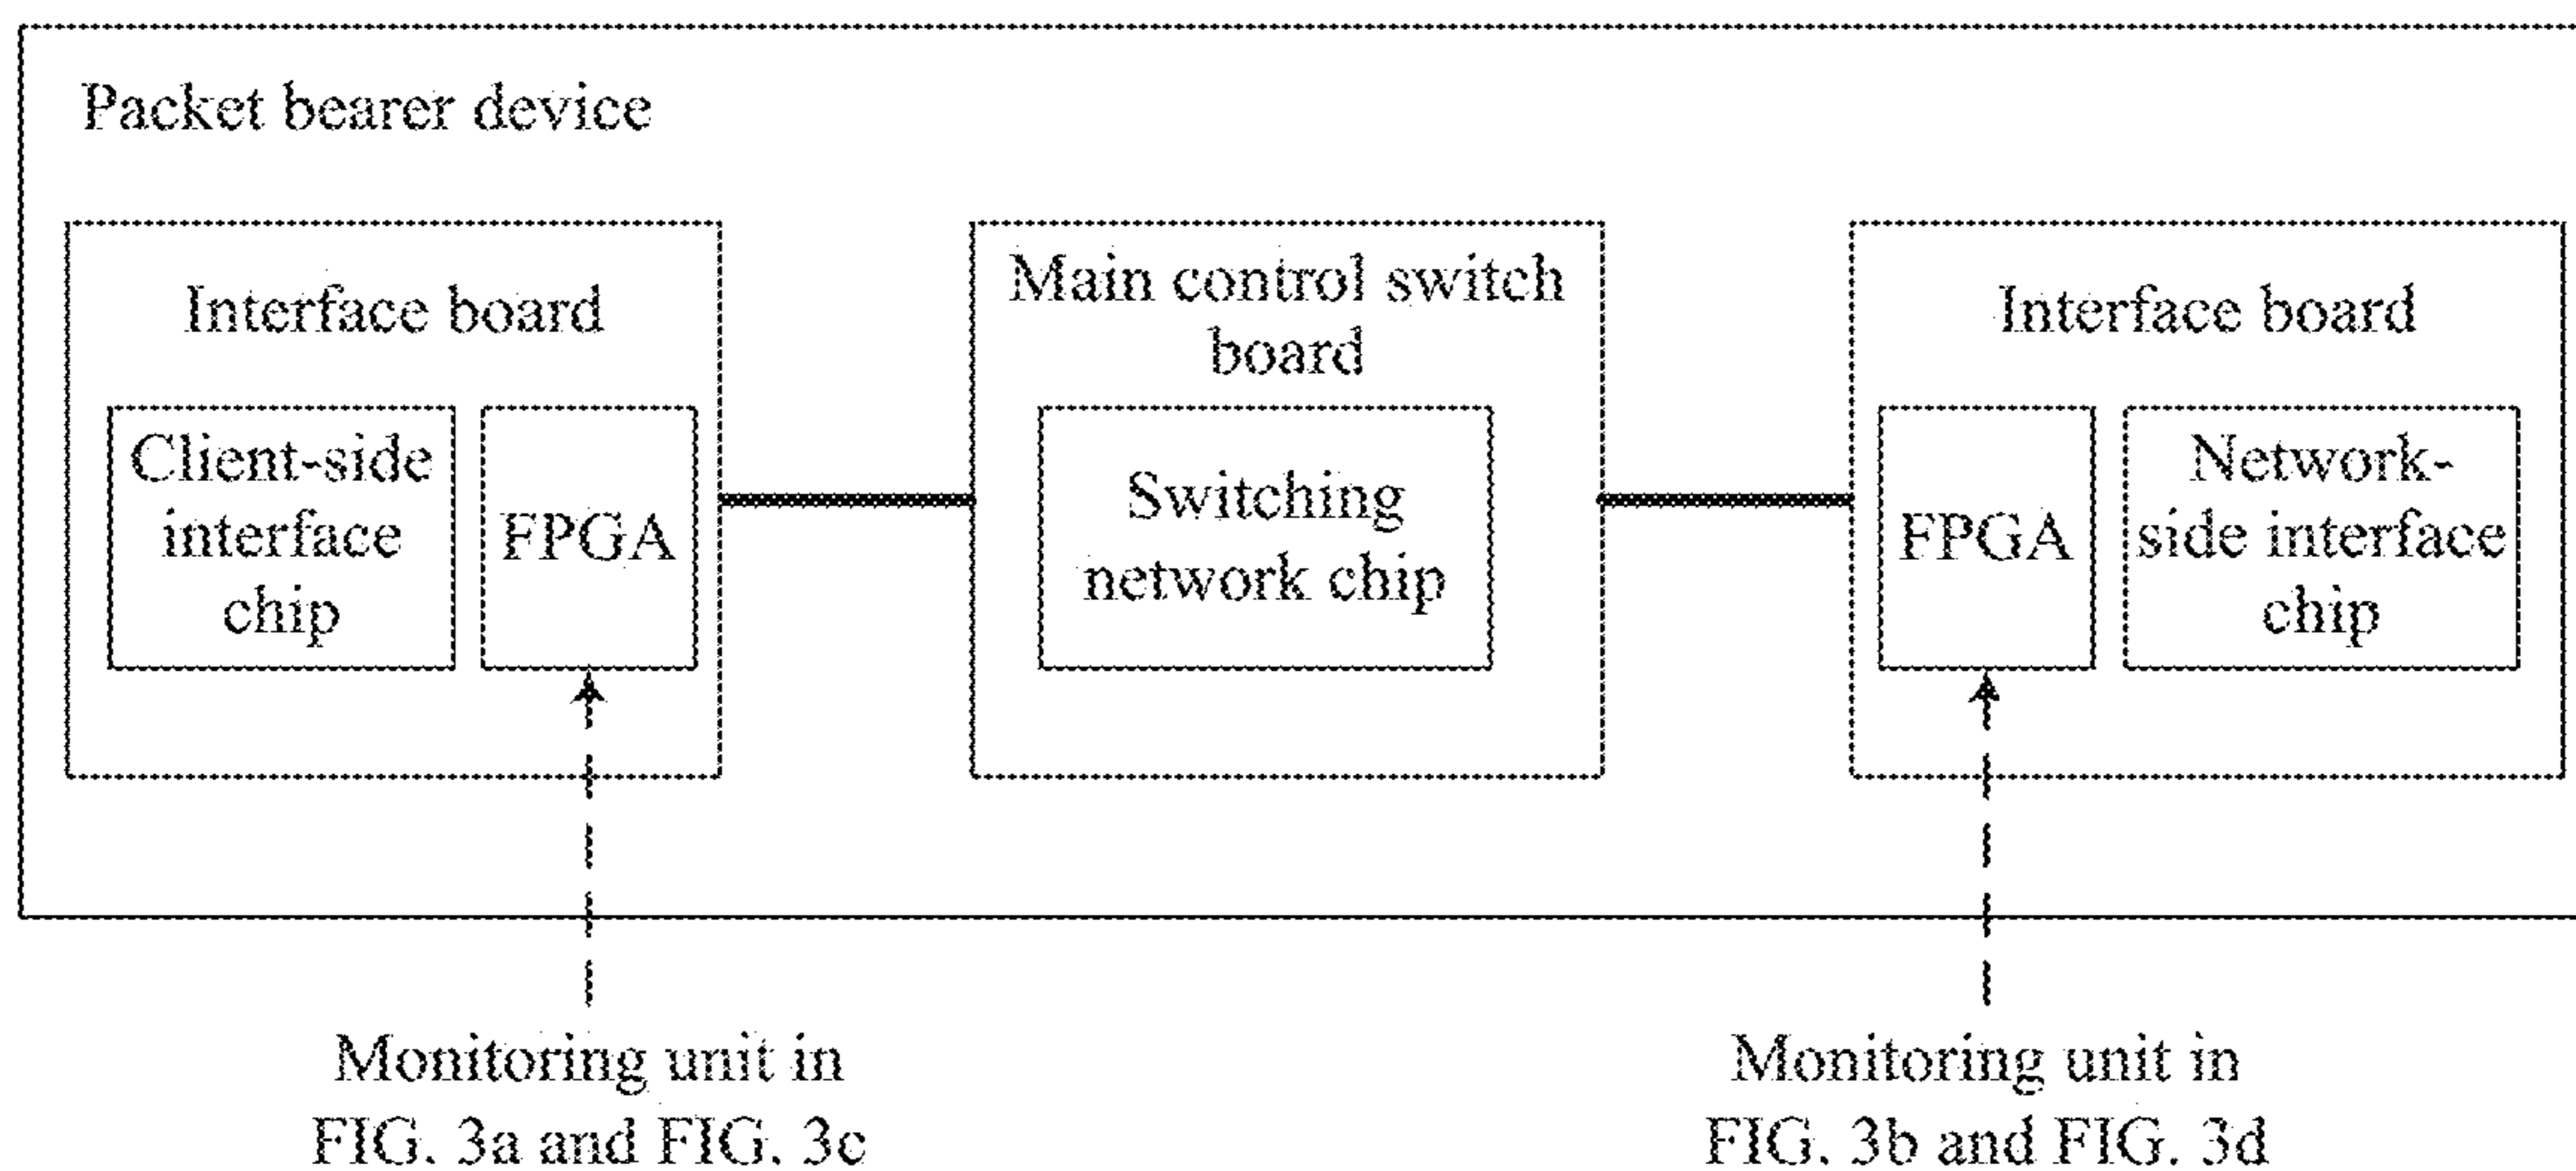 Packet bearer device
Interface board
Client-side
interface
chip
FPGA
Main control switch
board
Switching
network chip
Interface board
FPGA
Network-
side interface
chip
Monitoring unit in
FIG. 3a and FIG. 3c
Monitoring unit in
FIG. 3b and FIG. 3d